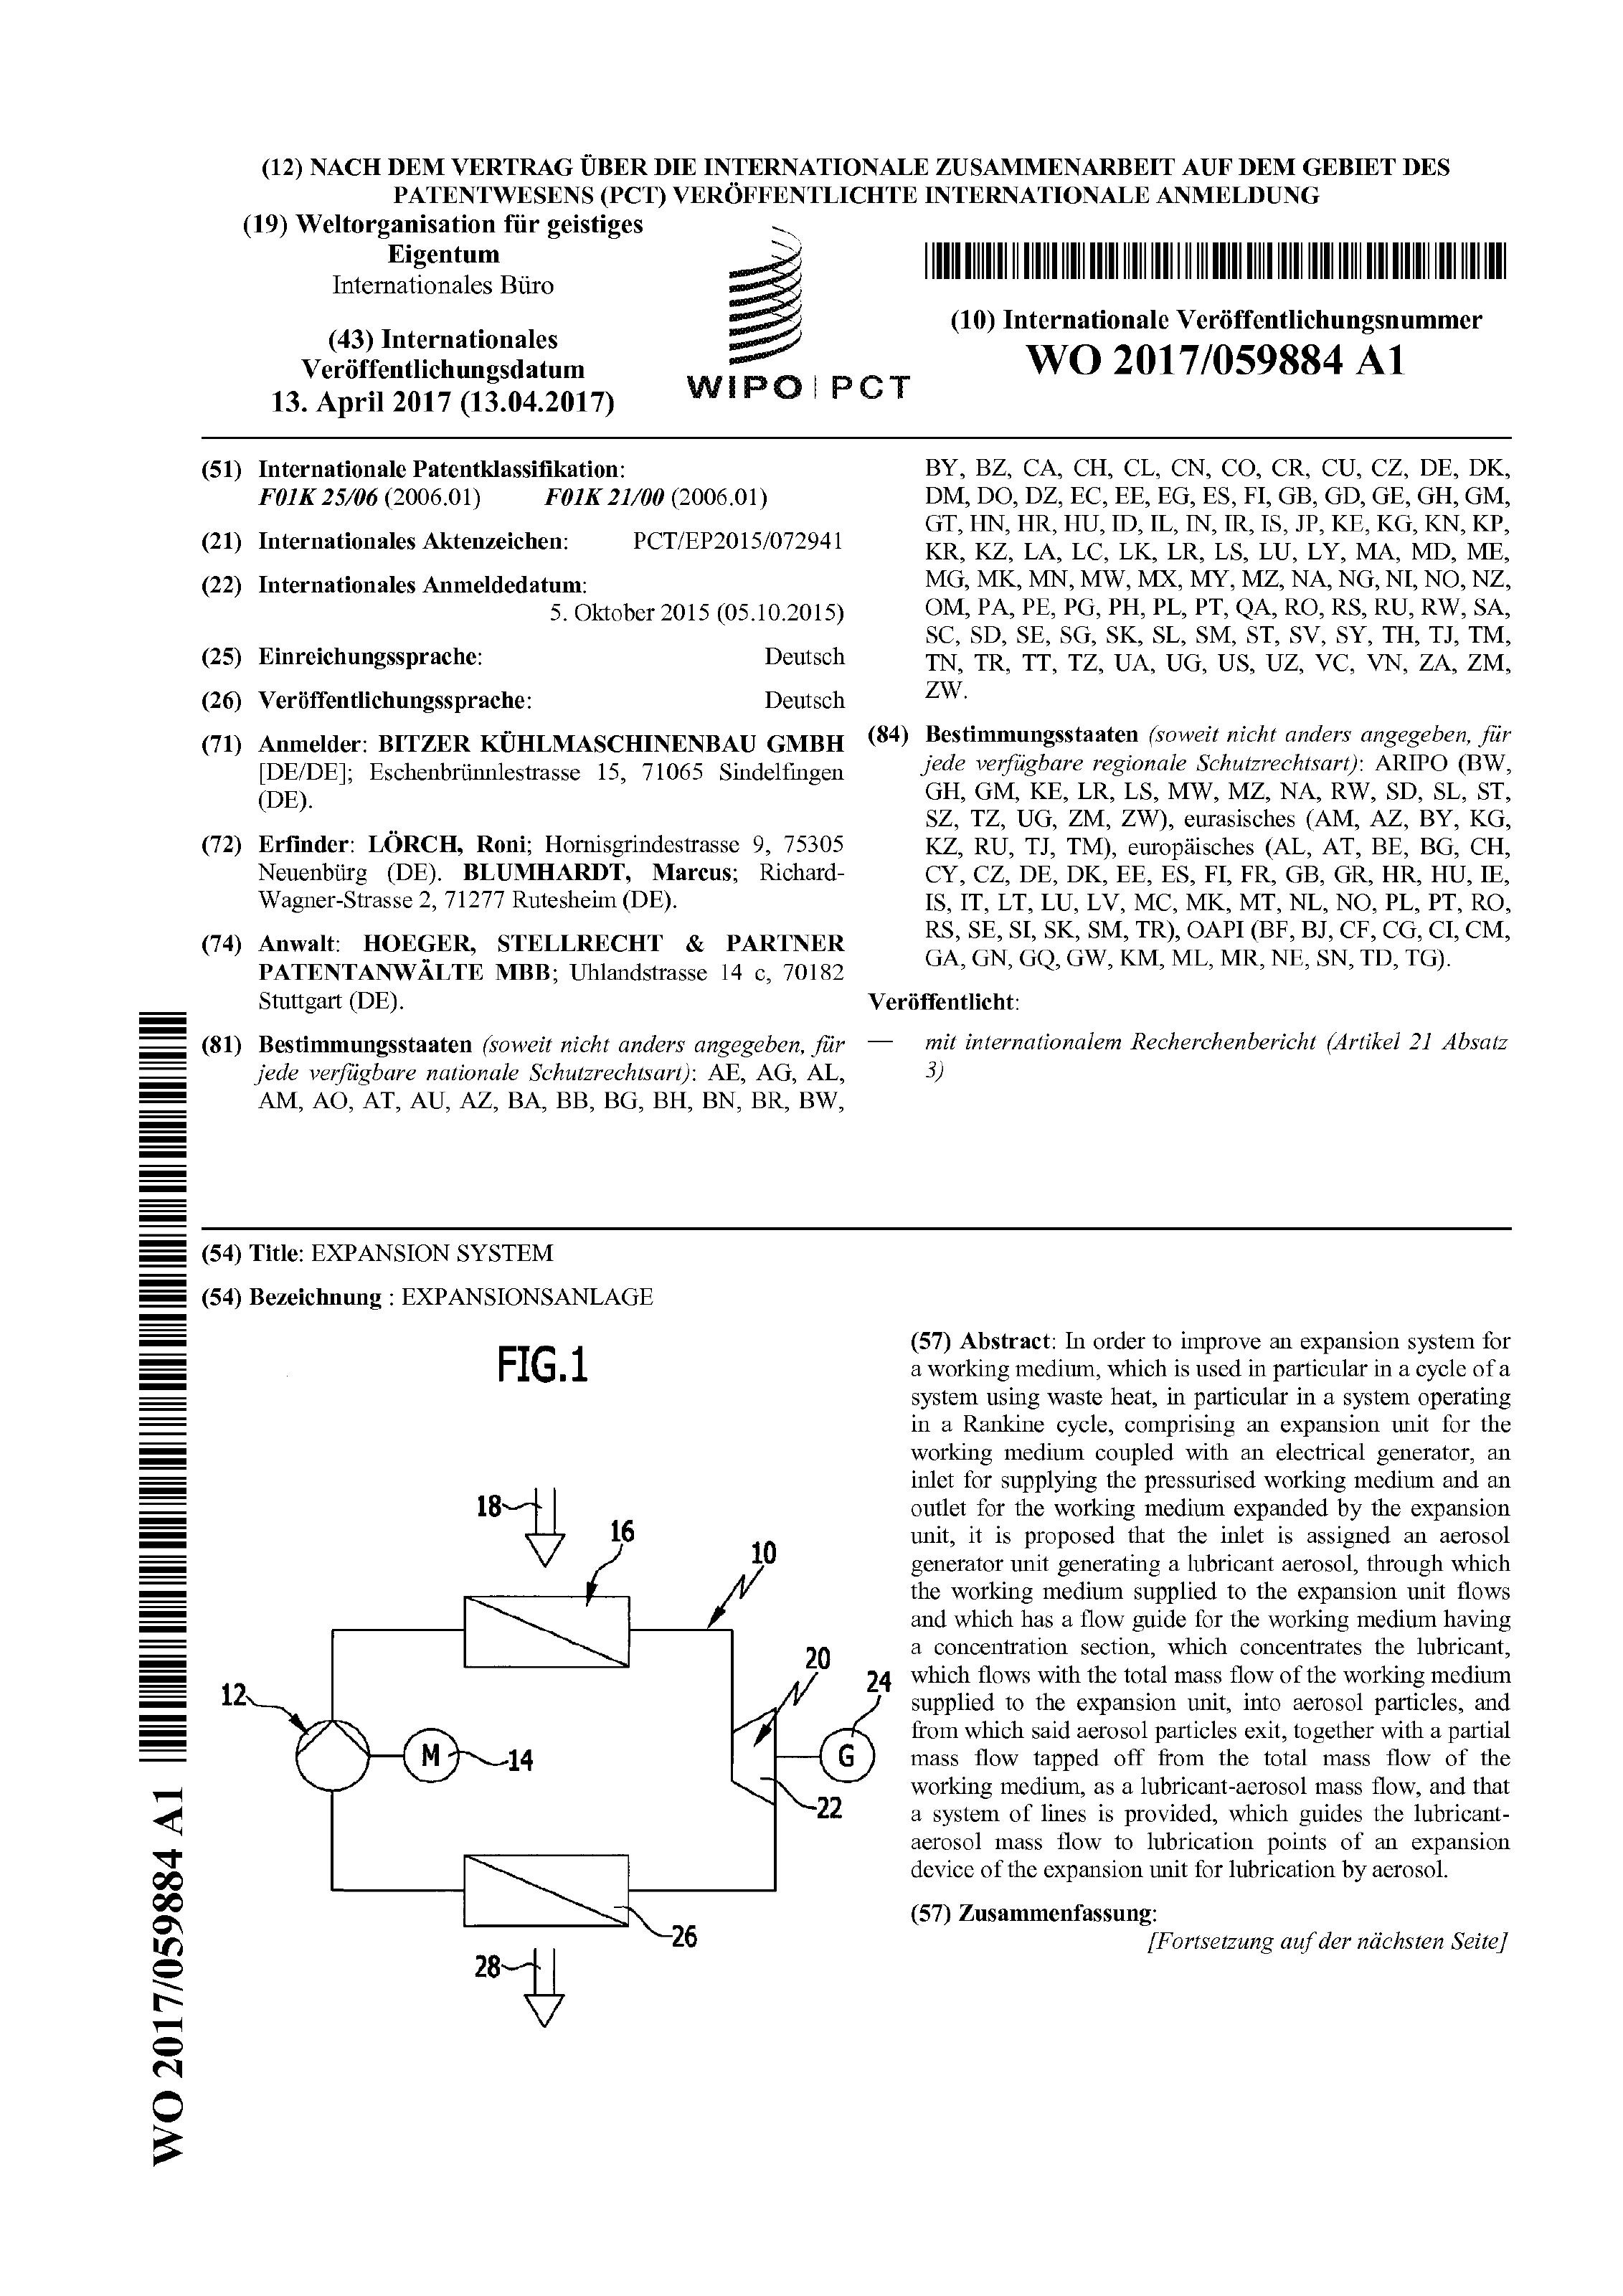 (12) NACH DEM VERTRAG ÜBER DIE INTERNATIONALE ZUSAMMENARBEIT AUF DEM GEBIET DES
PATENTWESENS (PCT) VERÖFFENTLICHTE INTERNATIONALE ANMELDUNG
(19) Weltorganisation für geistiges
Eigentum
Internationales Büro
(43) Internationales
Veröffentlichungsdatum
13. April 2017 (13.04.2017)
WIPO | PCT
(10) Internationale Veröffentlichungsnummer
WO 2017/059884 A1
(51) Internationale Patentklassifikation:
F01K 25/06 (2006.01) F01K 21/00 (2006.01)
(21) Internationales Aktenzeichen: PCT/EP2015/072941
(22) Internationales Anmeldedatum:
5. Oktober 2015 (05.10.2015)
(25) Einreichungssprache: Deutsch
(26) Veröffentlichungssprache: Deutsch
(71) Anmelder: BITZER KÜHLMASCHINENBAU GMBH
[DE/DE]; Eschenbrünnlestrasse 15, 71065 Sindelfingen
(DE).
(72) Erfinder: LÖRCH, Roni; Hornisgrindestrasse 9, 75305
Neuenbürg (DE). BLUMHARDT, Marcus; Richard-
Wagner-Strasse 2, 71277 Rutesheim (DE).
(74) Anwalt: HOEGER, STELLRECHT & PARTNER
PATENTANWÄLTE MBB; Uhlandstrasse 14 c, 70182
Stuttgart (DE).
(81) Bestimmungsstaaten (soweit nicht anders angegeben, für
jede verfügbare nationale Schutzrechtsart): AE, AG, AL,
AM, AO, AT, AU, AZ, BA, BB, BG, BH, BN, BR, BW,
BY, BZ, CA, CH, CL, CN, CO, CR, CU, CZ, DE, DK,
DM, DO, DZ, EC, EE, EG, ES, FI, GB, GD, GE, GH, GM,
GT, HN, HR, HU, ID, IL, IN, IR, IS, JP, KE, KG, KN, KP,
KR, KZ, LA, LC, LK, LR, LS, LU, LY, MA, MD, ME,
MG, MK, MN, MW, MX, MY, MZ, NA, NG, NI, NO, NZ,
OM, PA, PE, PG, PH, PL, PT, QA, RO, RS, RU, RW, SA,
SC, SD, SE, SG, SK, SL, SM, ST, SV, SY, TH, TJ, TM,
TN, TR, TT, TZ, UA, UG, US, UZ, VC, VN, ZA, ZM,
ZW.
(84) Bestimmungsstaaten (soweit nicht anders angegeben, für
jede verfügbare regionale Schutzrechtsart): ARIPO (BW,
GH, GM, KE, LR, LS, MW, MZ, NA, RW, SD, SL, ST,
SZ, TZ, UG, ZM, ZW), eurasisches (AM, AZ, BY, KG,
KZ, RU, TJ, TM), europäisches (AL, AT, BE, BG, CH,
CY, CZ, DE, DK, EE, ES, FI, FR, GB, GR, HR, HU, IE,
IS, IT, LT, LU, LV, MC, MK, MT, NL, NO, PL, PT, RO,
RS, SE, SI, SK, SM, TR), OAPI (BF, BJ, CF, CG, CI, CM,
GA, GN, GQ, GW, KM, ML, MR, NE, SN, TD, TG).
Veröffentlicht:
— mit internationalem Recherchenbericht (Artikel 21 Absatz
3)
(54) Title: EXPANSION SYSTEM
(54) Bezeichnung : EXPANSIONSANLAGE
FIG.1
18
16
10
20
24
12
M
14
G
22
26
28
(57) Abstract: In order to improve an expansion system for
a working medium, which is used in particular in a cycle of a
system using waste heat, in particular in a system operating
in a Rankine cycle, comprising an expansion unit for the
working medium coupled with an electrical generator, an
inlet for supplying the pressurised working medium and an
outlet for the working medium expanded by the expansion
unit, it is proposed that the inlet is assigned an aerosol
generator unit generating a lubricant aerosol, through which
the working medium supplied to the expansion unit flows
and which has a flow guide for the working medium having
a concentration section, which concentrates the lubricant,
which flows with the total mass flow of the working medium
supplied to the expansion unit, into aerosol particles, and
from which said aerosol particles exit, together with a partial
mass flow tapped off from the total mass flow of the
working medium, as a lubricant-aerosol mass flow, and that
a system of lines is provided, which guides the lubricant-
aerosol mass flow to lubrication points of an expansion
device of the expansion unit for lubrication by aerosol.
(57) Zusammenfassung:
[Fortsetzung auf der nächsten Seite]
WO 2017/059884 A1